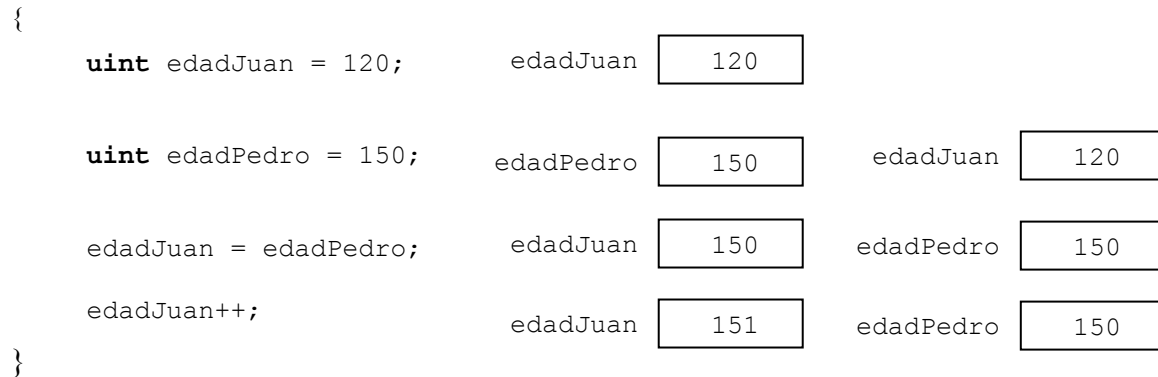 {
uint edadJuan = 120; edadJuan 120
uint edadPedro = 150; edadPedro 150 edadJuan 120
edadJuan = edadPedro; edadJuan 150 edadPedro 150
edadJuan++; edadJuan 151 edadPedro 150
}